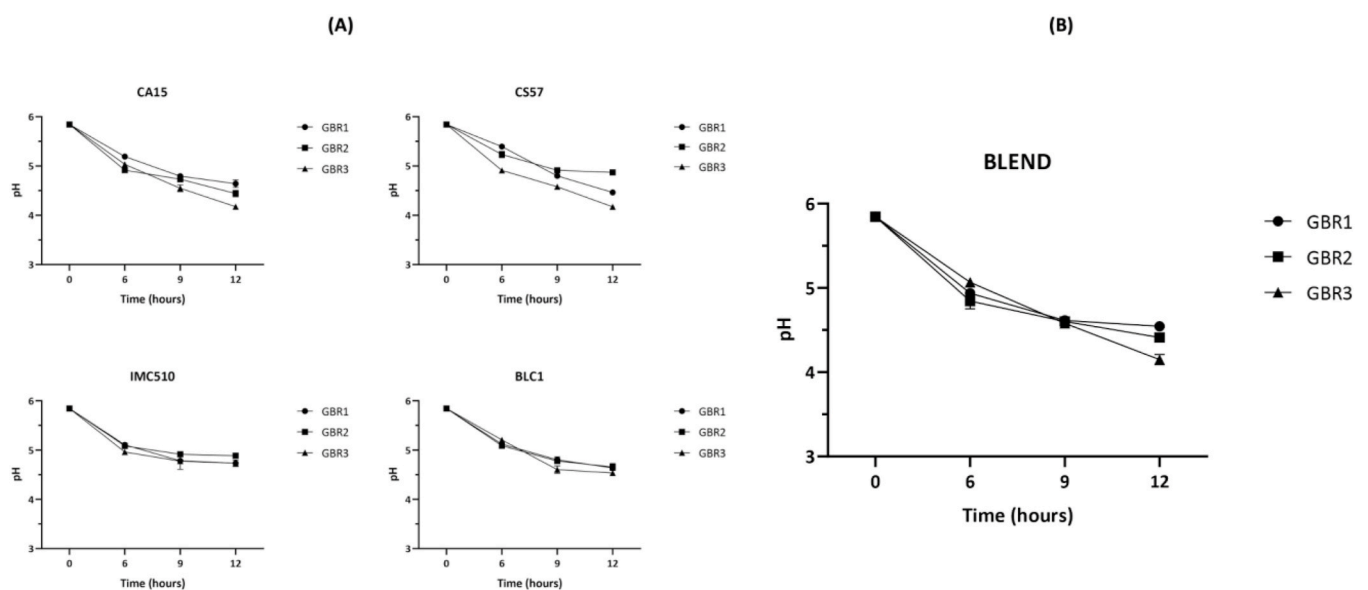 (A)
(B)
CA15
6
5
4
3
pH
0 6 9 12
Time (hours)
GBR1
GBR2
GBR3
CS57
6
5
4
3
pH
0 6 9 12
Time (hours)
GBR1
GBR2
GBR3
IMC510
6
5
4
3
pH
0 6 9 12
Time (hours)
GBR1
GBR2
GBR3
BLC1
6
5
4
3
pH
0 6 9 12
Time (hours)
GBR1
GBR2
GBR3
BLEND
6
5
4
3
pH
0 6 9 12
Time (hours)
GBR1
GBR2
GBR3